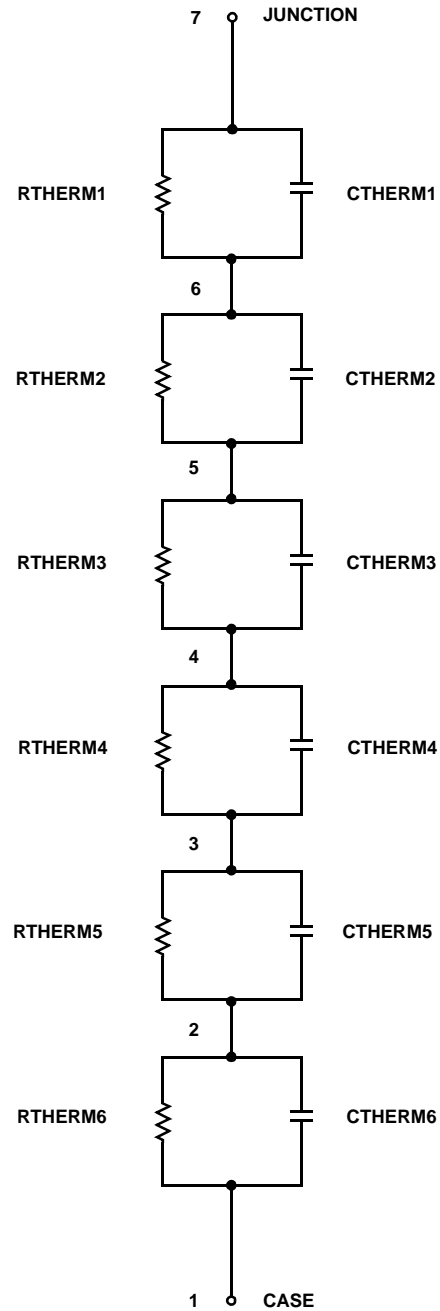 7 JUNCTION
RTHERM1 CTHERM1
6
RTHERM2 CTHERM2
5
RTHERM3 CTHERM3
4
RTHERM4 CTHERM4
3
RTHERM5 CTHERM5
2
RTHERM6 CTHERM6
1 CASE